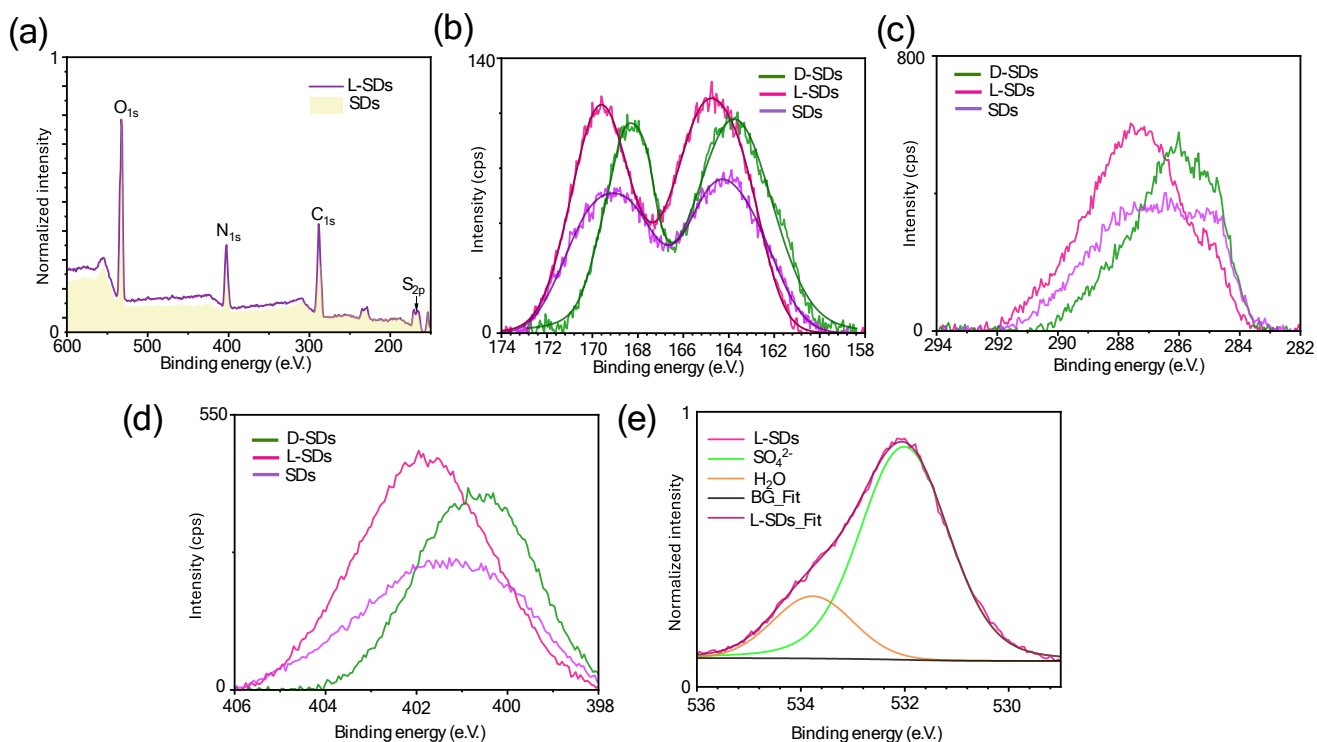 (a)
1
Normalized intensity
0
L-SDs
SDs
O1s
N1s
C1s
S2p
600 500 400 300 200
Binding energy (e.V.)
(b)
140
Intensity (cps)
0
D-SDs
L-SDs
SDs
174 172 170 168 166 164 162 160 158
Binding energy (e.V.)
(c)
800
Intensity (cps)
0
D-SDs
L-SDs
SDs
294 292 290 288 286 284 282
Binding energy (e.V.)
(d)
550
Intensity (cps)
0
D-SDs
L-SDs
SDs
406 404 402 400 398
Binding energy (e.V.)
(e)
1
Normalized intensity
0
L-SDs
SO₄²⁻
H₂O
BG_Fit
L-SDs_Fit
536 534 532 530
Binding energy (e.V.)